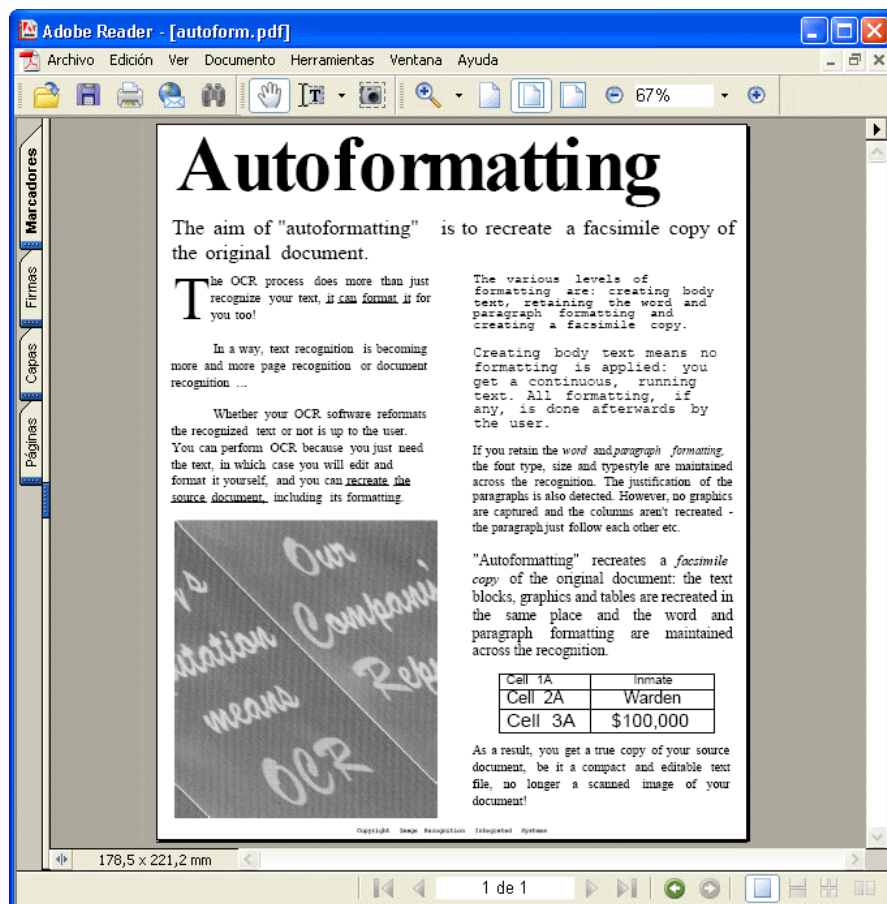 Adobe Reader - [autoform.pdf]
Archivo Edición Ver Documento Herramientas Ventana Ayuda
67%
Marcadores
Firmas
Capas
Páginas
Autoformatting
The aim of "autoformatting" is to recreate a facsimile copy of
the original document.
The OCR process does more than just
recognize your text, it can format it for
you too!
In a way, text recognition is becoming
more and more page recognition or document
recognition ...
Whether your OCR software reformats
the recognized text or not is up to the user.
You can perform OCR because you just need
the text, in which case you will edit and
format it yourself, and you can recreate the
source document, including its formatting.
Our
Compani
Rep
utation
means
OCR
The various levels of
formatting are: creating body
text, retaining the word and
paragraph formatting and
creating a facsimile copy.
Creating body text means no
formatting is applied: you
get a continuous, running
text. All formatting, if
any, is done afterwards by
the user.
If you retain the word and paragraph formatting,
the font type, size and typestyle are maintained
across the recognition. The justification of the
paragraphs is also detected. However, no graphics
are captured and the columns aren't recreated -
the paragraph just follow each other etc.
"Autoformatting" recreates a facsimile
copy of the original document: the text
blocks, graphics and tables are recreated in
the same place and the word and
paragraph formatting are maintained
across the recognition.
Cell 1A Inmate
Cell 2A Warden
Cell 3A $100,000
As a result, you get a true copy of your source
document, be it a compact and editable text
file, no longer a scanned image of your
document!
Copyright Image Recognition Integrated Systems
178,5 x 221,2 mm
1 de 1